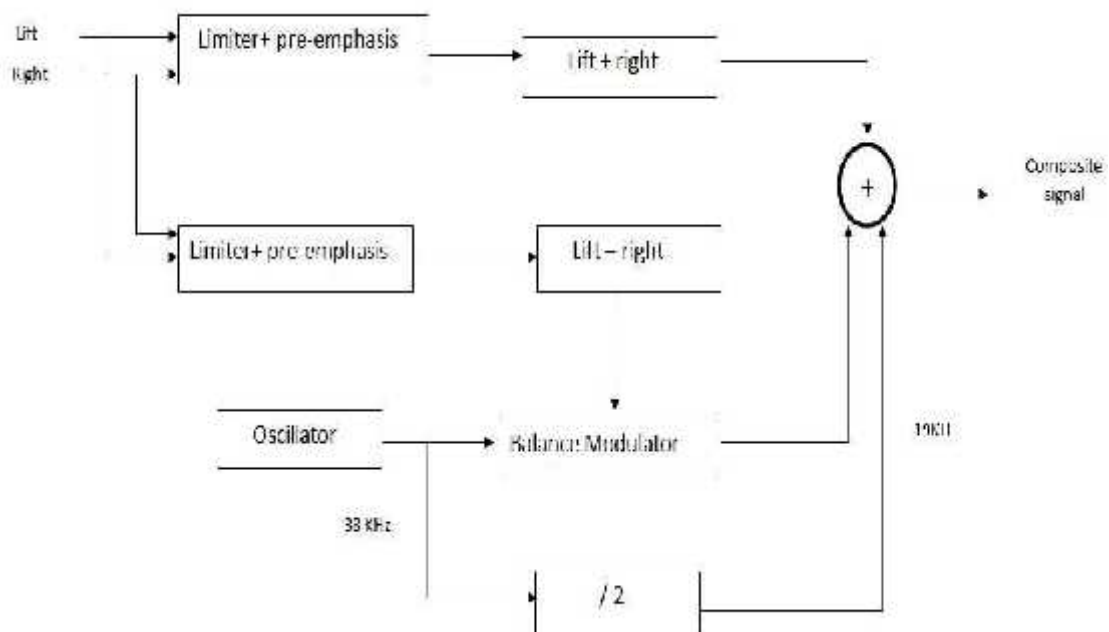 Lift
Limiter+ pre-emphasis
Right
Lift + right
Composite
signal
+
Limiter+ pre-emphasis
Lift – right
Oscillator
Balance Modulator
19KH
38 KHz
/ 2